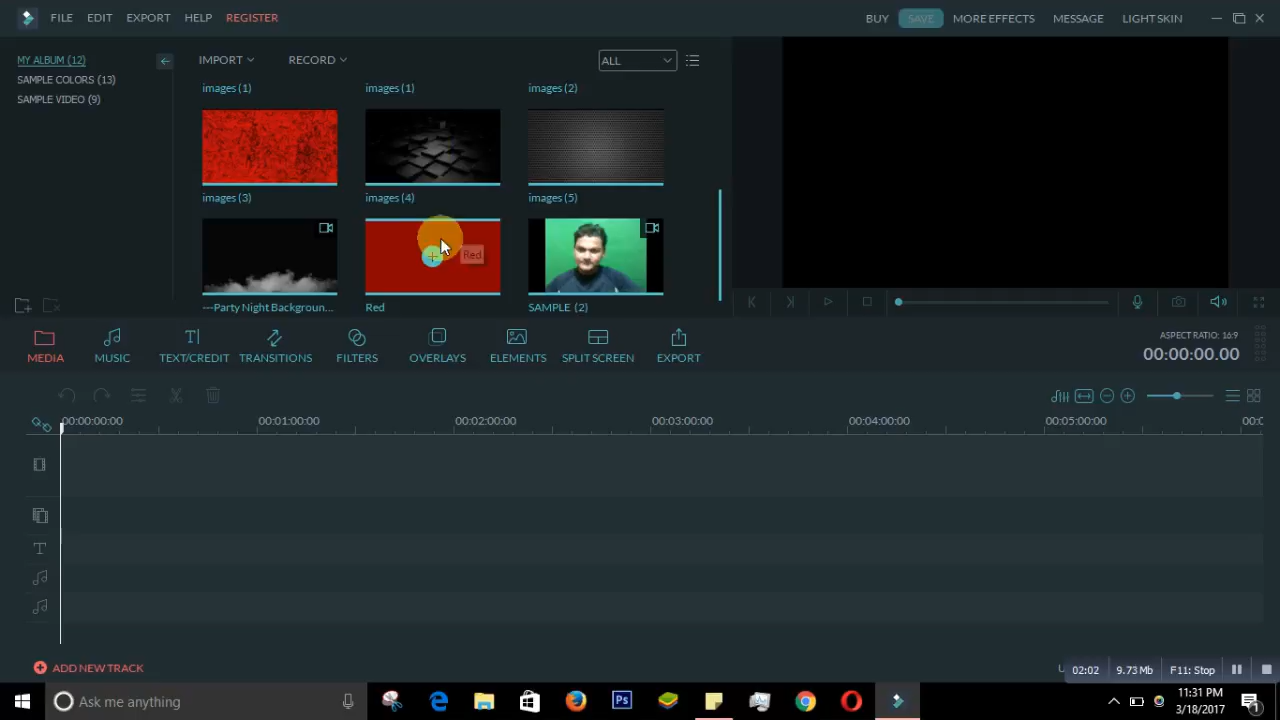 FILE EDIT EXPORT HELP REGISTER BUY SAVE MORE EFFECTS MESSAGE LIGHT SKIN
MY ALBUM (12)
SAMPLE COLORS (13)
SAMPLE VIDEO (9)
IMPORT RECORD ALL
images (1) images (1) images (2)
images (3) images (4) images (5)
Red
---Party Night Backgroun... Red SAMPLE (2)
MEDIA MUSIC TEXT/CREDIT TRANSITIONS FILTERS OVERLAYS ELEMENTS SPLIT SCREEN EXPORT
ASPECT RATIO: 16:9
00:00:00.00
00:00:00:00 00:01:00:00 00:02:00:00 00:03:00:00 00:04:00:00 00:05:00:00
ADD NEW TRACK
02:02 9.73 Mb F11: Stop
Ask me anything
Ps
11:31 PM
3/18/2017